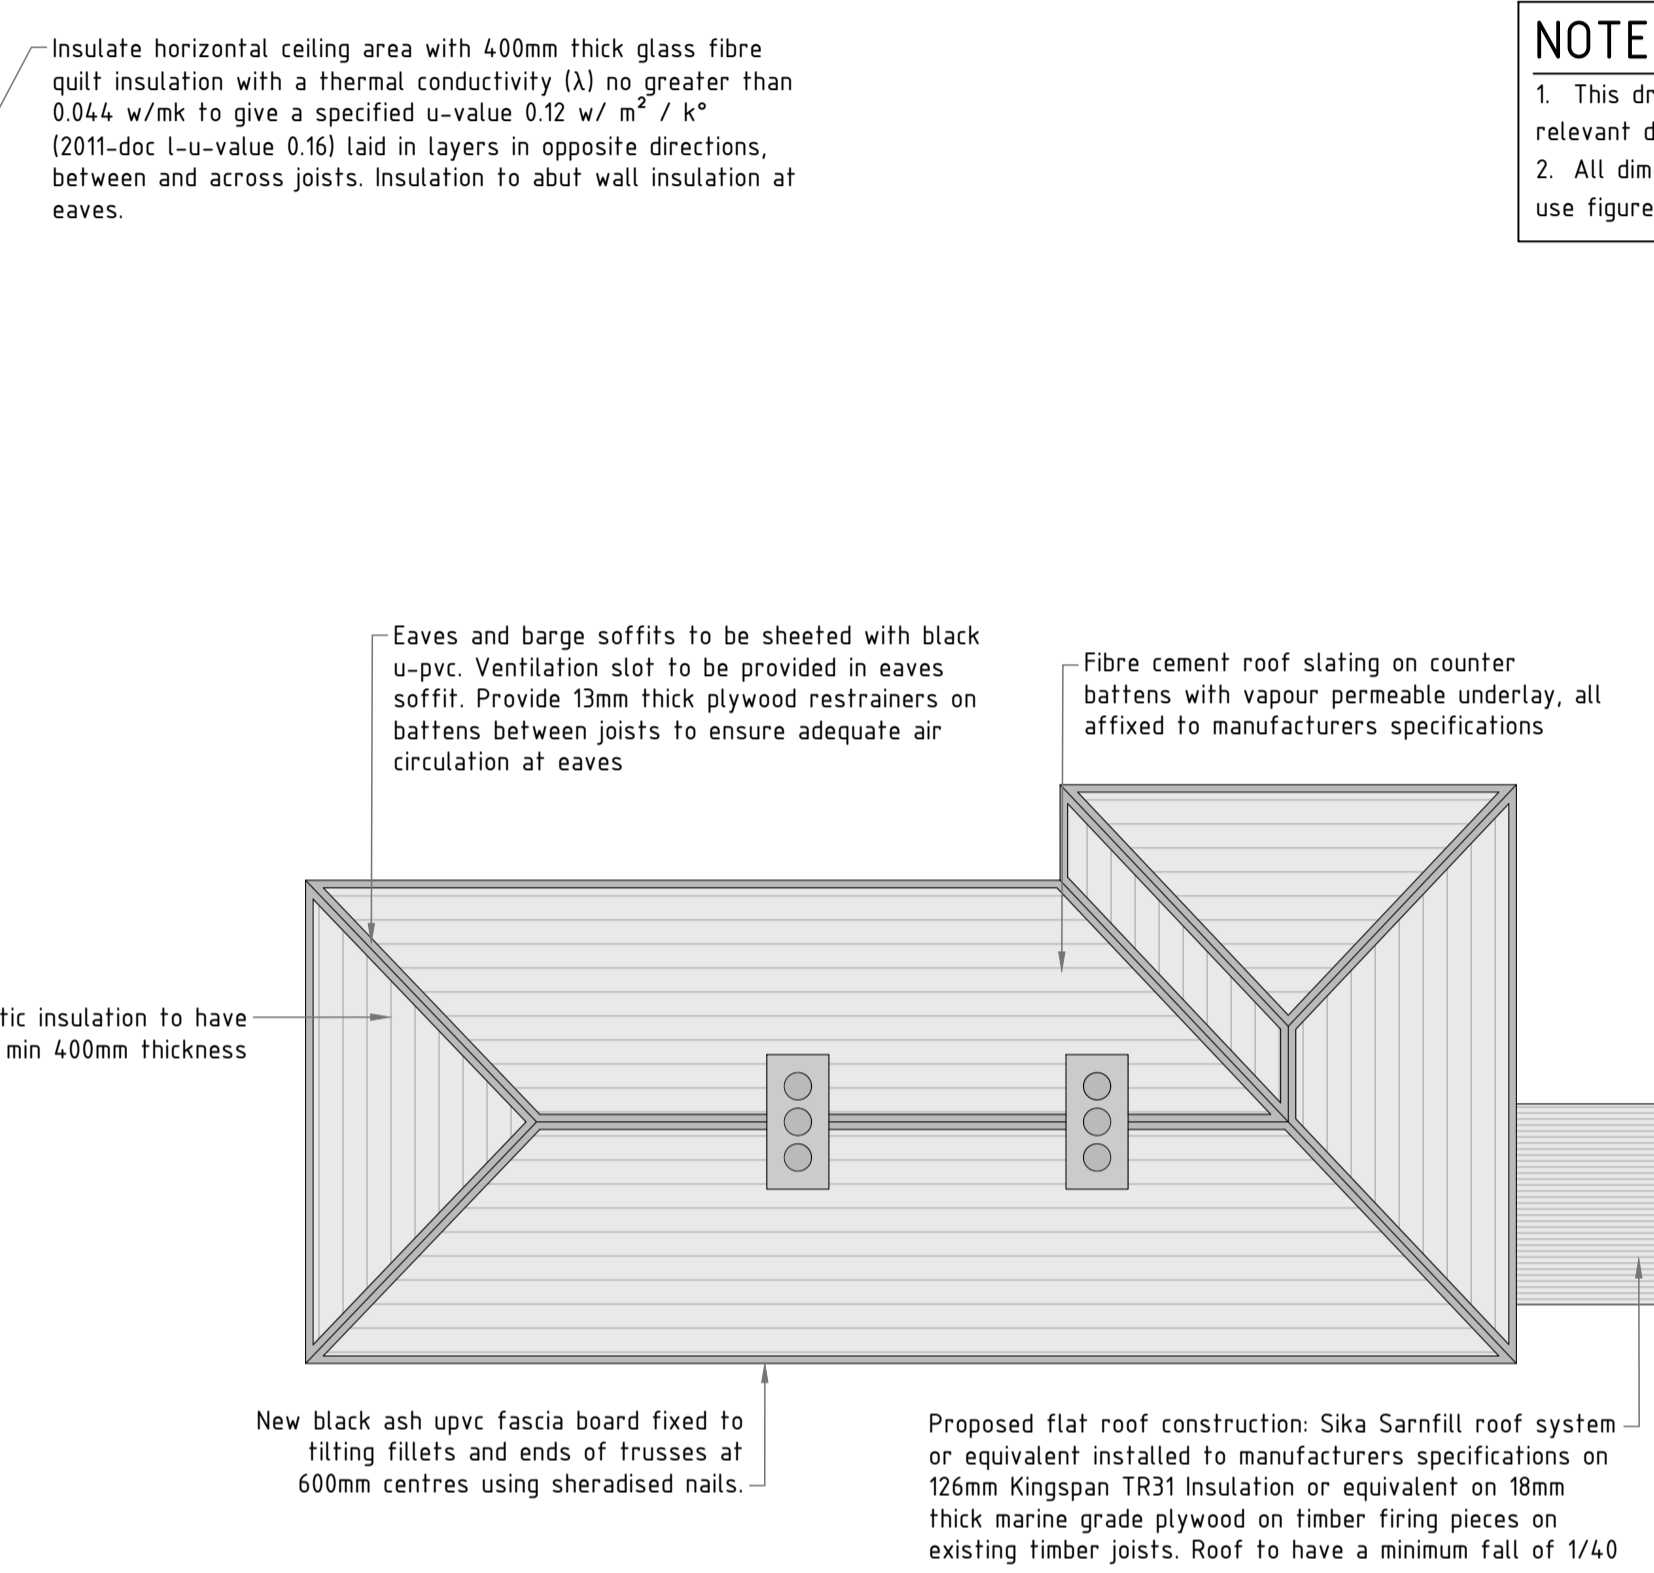 Insulate horizontal ceiling area with 400mm thick glass fibre
quilt insulation with a thermal conductivity (λ) no greater than
0.044 w/mk to give a specified u-value 0.12 w/ m² / k°
(2011-doc l-u-value 0.16) laid in layers in opposite directions,
between and across joists. Insulation to abut wall insulation at
eaves.
NOTE
1. This dr
relevant d
2. All dim
use figure
Eaves and barge soffits to be sheeted with black
u-pvc. Ventilation slot to be provided in eaves
soffit. Provide 13mm thick plywood restrainers on
battens between joists to ensure adequate air
circulation at eaves
Fibre cement roof slating on counter
battens with vapour permeable underlay, all
affixed to manufacturers specifications
tic insulation to have
min 400mm thickness
New black ash upvc fascia board fixed to
tilting fillets and ends of trusses at
600mm centres using sheradised nails.
Proposed flat roof construction: Sika Sarnfill roof system
or equivalent installed to manufacturers specifications on
126mm Kingspan TR31 Insulation or equivalent on 18mm
thick marine grade plywood on timber firing pieces on
existing timber joists. Roof to have a minimum fall of 1/40